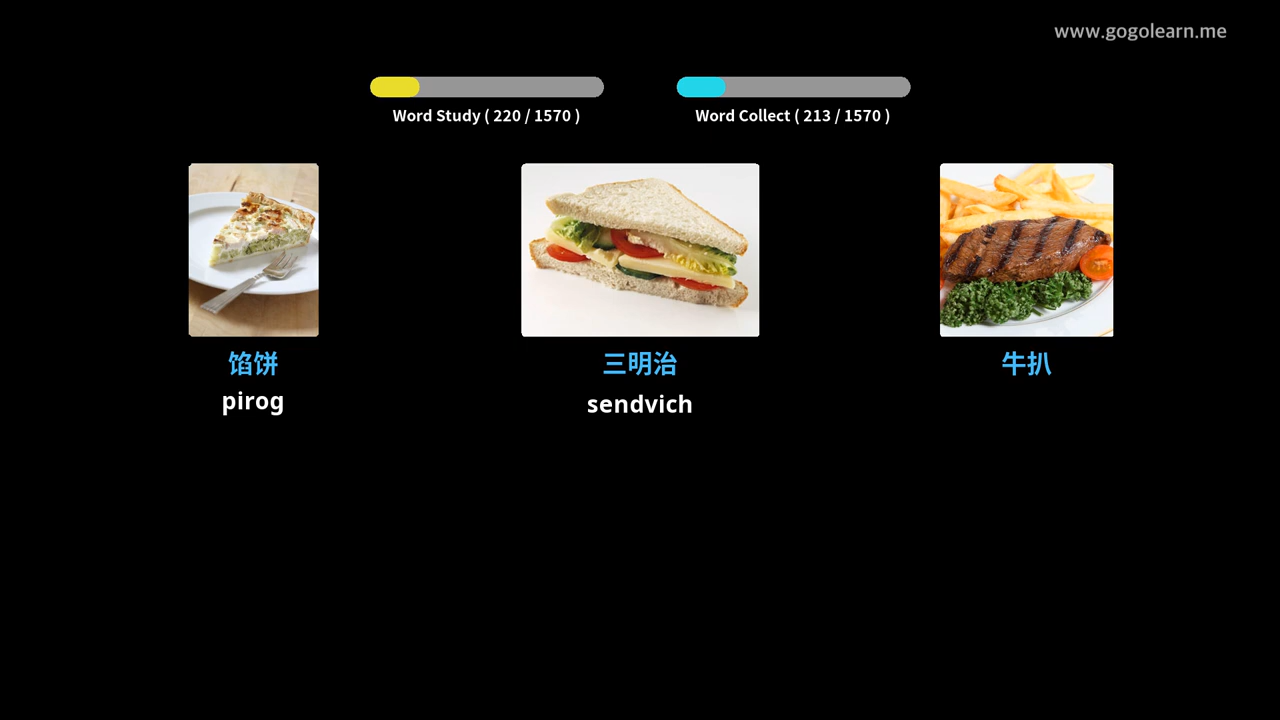 www.gogolearn.me
Word Study ( 220 / 1570 )
Word Collect ( 213 / 1570 )
馅饼
三明治
牛扒
pirog
sendvich